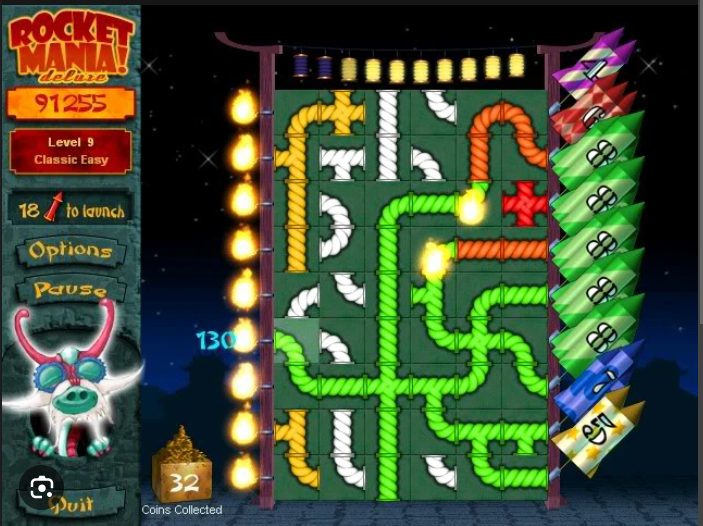 ROCKET
MANIA!
deluxe
91255
Level 9
Classic Easy
18 to launch
Options
Pause
130
32
Coins Collected
Quit